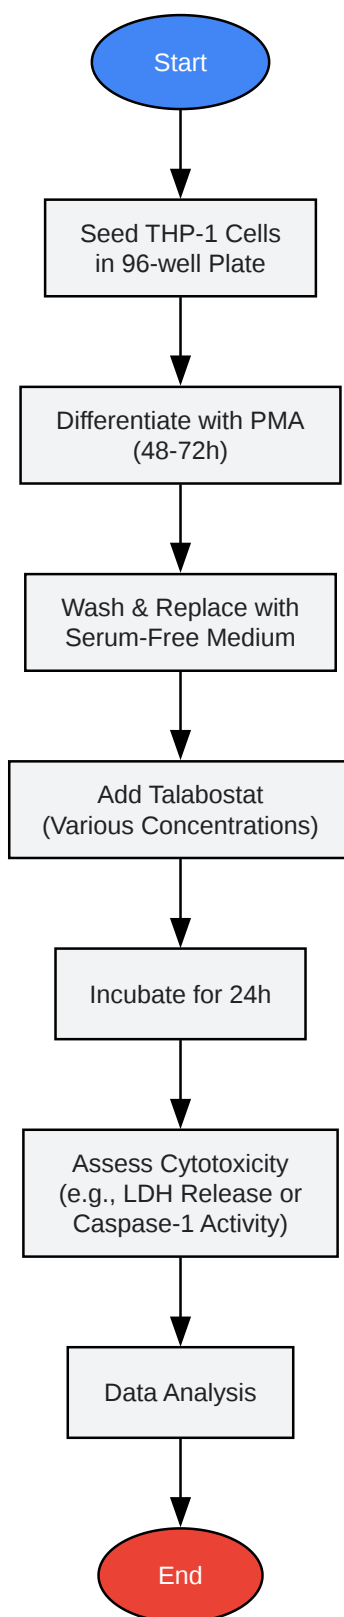 Start
Seed THP-1 Cells
in 96-well Plate
Differentiate with PMA
(48-72h)
Wash & Replace with
Serum-Free Medium
Add Talabostat
(Various Concentrations)
Incubate for 24h
Assess Cytotoxicity
(e.g., LDH Release or
Caspase-1 Activity)
Data Analysis
End